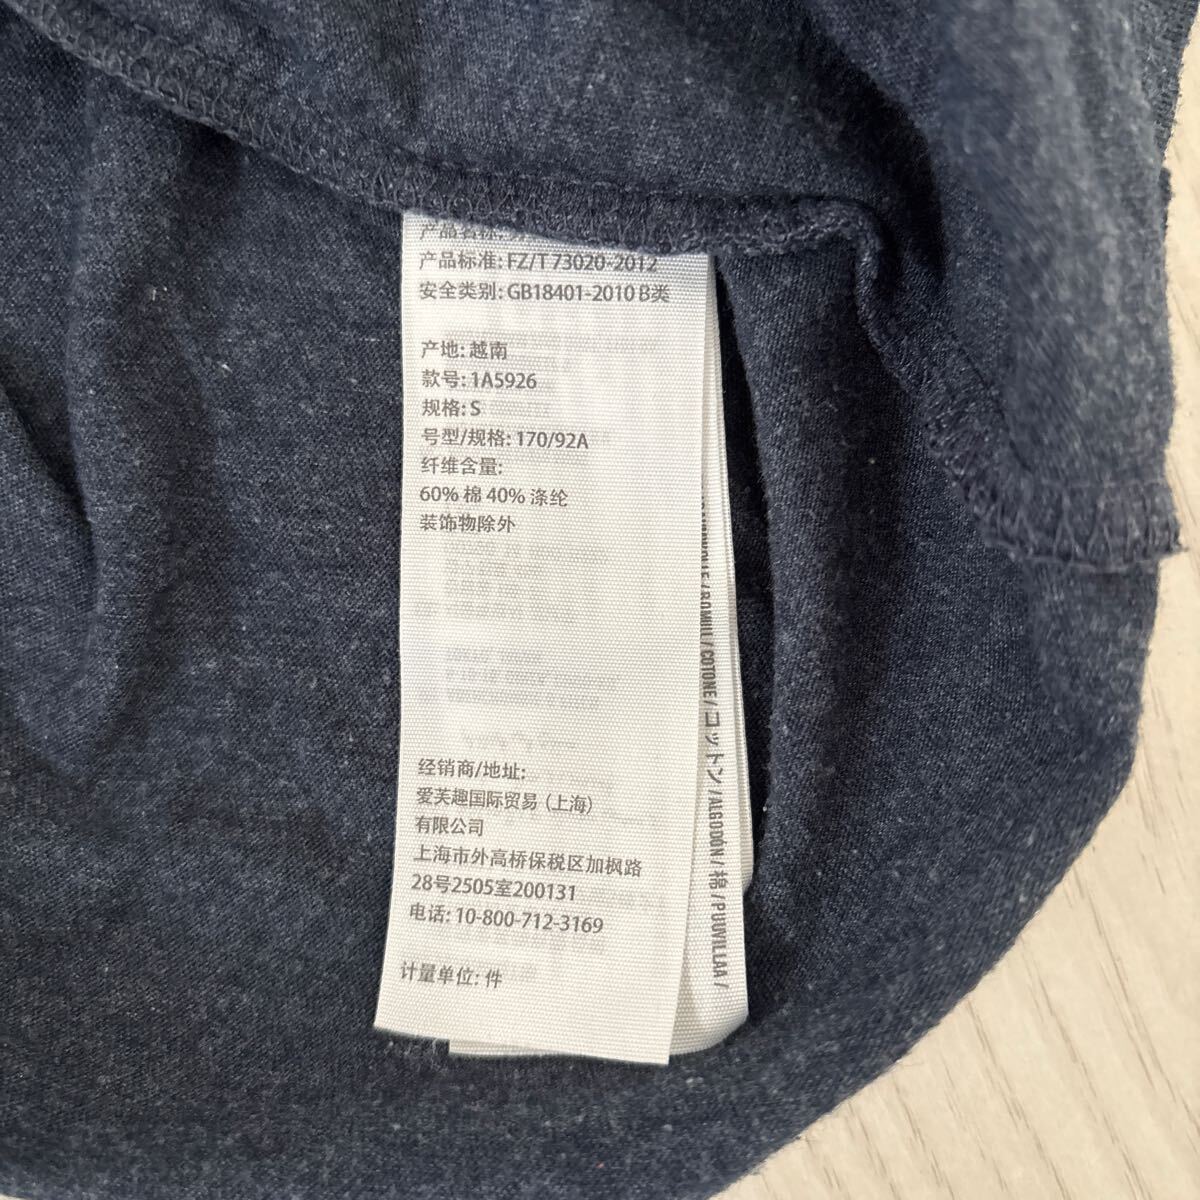 产品名称:
产品标准: FZ/T 73020-2012
安全类别: GB18401-2010 B类
产地: 越南
款号: 1A5926
规格: S
号型/规格: 170/92A
纤维含量:
60% 棉 40% 涤纶
装饰物除外
经销商/地址:
爱芙趣国际贸易 (上海)
有限公司
上海市外高桥保税区加枫路
28号2505室200131
电话: 10-800-712-3169
计量单位: 件
/ COTONE / コットン / ALGODÓN / 棉 / PUUVILLAA /